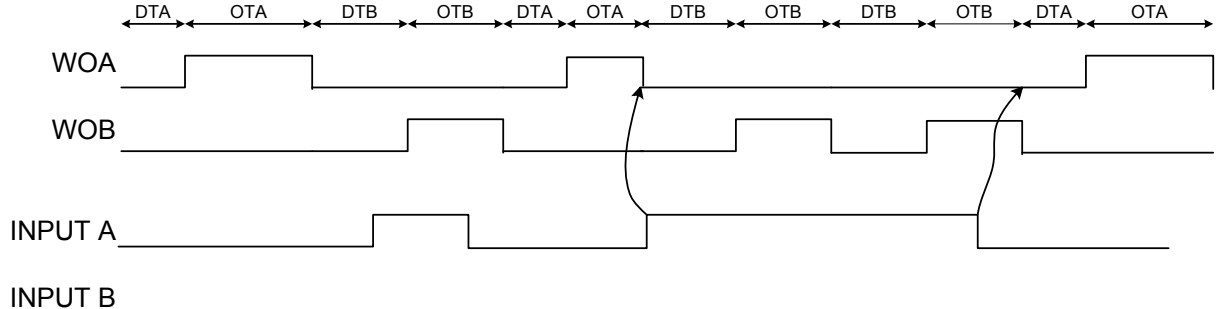 DTA OTA DTB OTB DTA OTA DTB OTB DTB OTB DTA OTA
WOA
WOB
INPUT A
INPUT B